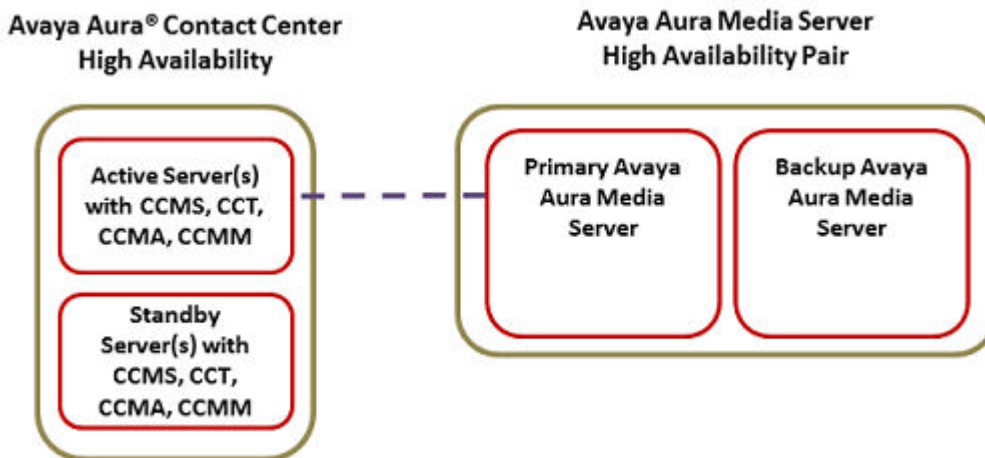 Avaya Aura® Contact Center
High Availability
Avaya Aura Media Server
High Availability Pair
Active Server(s)
with CCMS, CCT,
CCMA, CCMM
Standby
Server(s) with
CCMS, CCT,
CCMA, CCMM
Primary Avaya
Aura Media
Server
Backup Avaya
Aura Media
Server